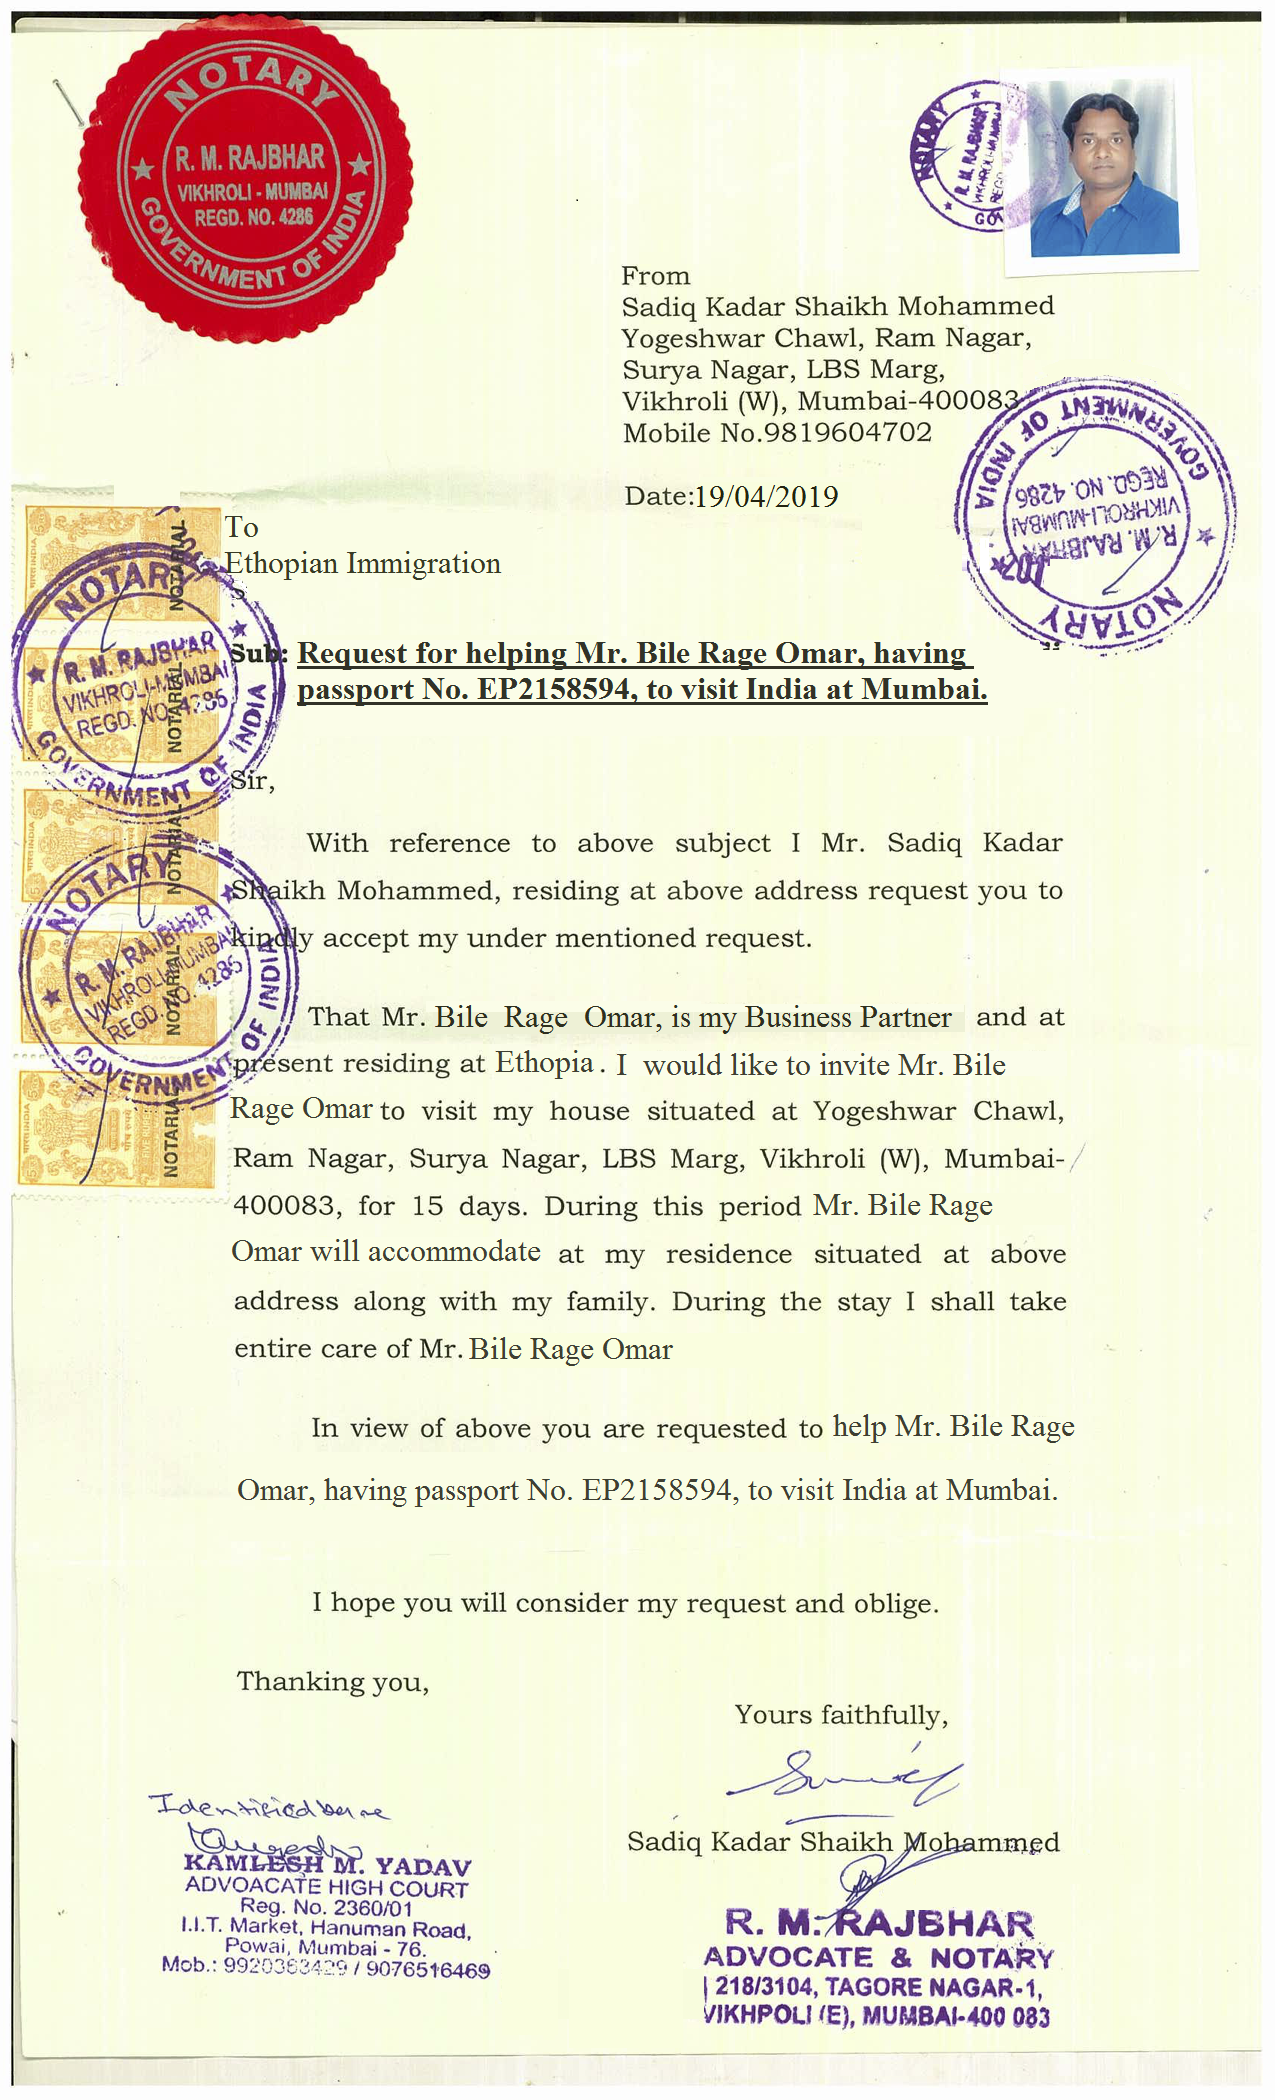 NOTARY
R. M. RAJBHAR
VIKHROLI - MUMBAI
REGD. NO. 4286
GOVERNMENT OF INDIA
NOTARY
R. M. RAJBHAR
VIKHROLI-MUMBAI
REGD
GOV
From
Sadiq Kadar Shaikh Mohammed
Yogeshwar Chawl, Ram Nagar,
Surya Nagar, LBS Marg,
Vikhroli (W), Mumbai-400083
Mobile No.9819604702
NOTARY
R. M. RAJBHAR
VIKHROLI-MUMBAI
REGD. NO. 4286
GOVERNMENT OF INDIA
Date:19/04/2019
To
Ethopian Immigration
Sub: Request for helping Mr. Bile Rage Omar, having
passport No. EP2158594, to visit India at Mumbai.
NOTARIAL
NOTARIAL
NOTARIAL
NOTARIAL
NOTARIAL
NOTARY
R. M. RAJBHAR
VIKHROLI-MUMBAI
REGD. NO. 4286
GOVERNMENT OF INDIA
Sir,
With reference to above subject I Mr. Sadiq Kadar
Shaikh Mohammed, residing at above address request you to
kindly accept my under mentioned request.
NOTARY
R. M. RAJBHAR
VIKHROLI-MUMBAI
REGD. NO. 4286
GOVERNMENT OF INDIA
That Mr. Bile Rage Omar, is my Business Partner and at
present residing at Ethopia. I would like to invite Mr. Bile
Rage Omar to visit my house situated at Yogeshwar Chawl,
Ram Nagar, Surya Nagar, LBS Marg, Vikhroli (W), Mumbai-
400083, for 15 days. During this period Mr. Bile Rage
Omar will accommodate at my residence situated at above
address along with my family. During the stay I shall take
entire care of Mr. Bile Rage Omar
In view of above you are requested to help Mr. Bile Rage
Omar, having passport No. EP2158594, to visit India at Mumbai.
I hope you will consider my request and oblige.
Thanking you,
Yours faithfully,
Sadiq Kadar Shaikh Mohammed
Identified by me
KAMLESH M. YADAV
ADVOACATE HIGH COURT
Reg. No. 2360/01
I.I.T. Market, Hanuman Road,
Powai, Mumbai - 76.
Mob.: 9920363429 / 9076516469
R. M. RAJBHAR
ADVOCATE & NOTARY
218/3104, TAGORE NAGAR-1,
VIKHPOLI (E), MUMBAI-400 083